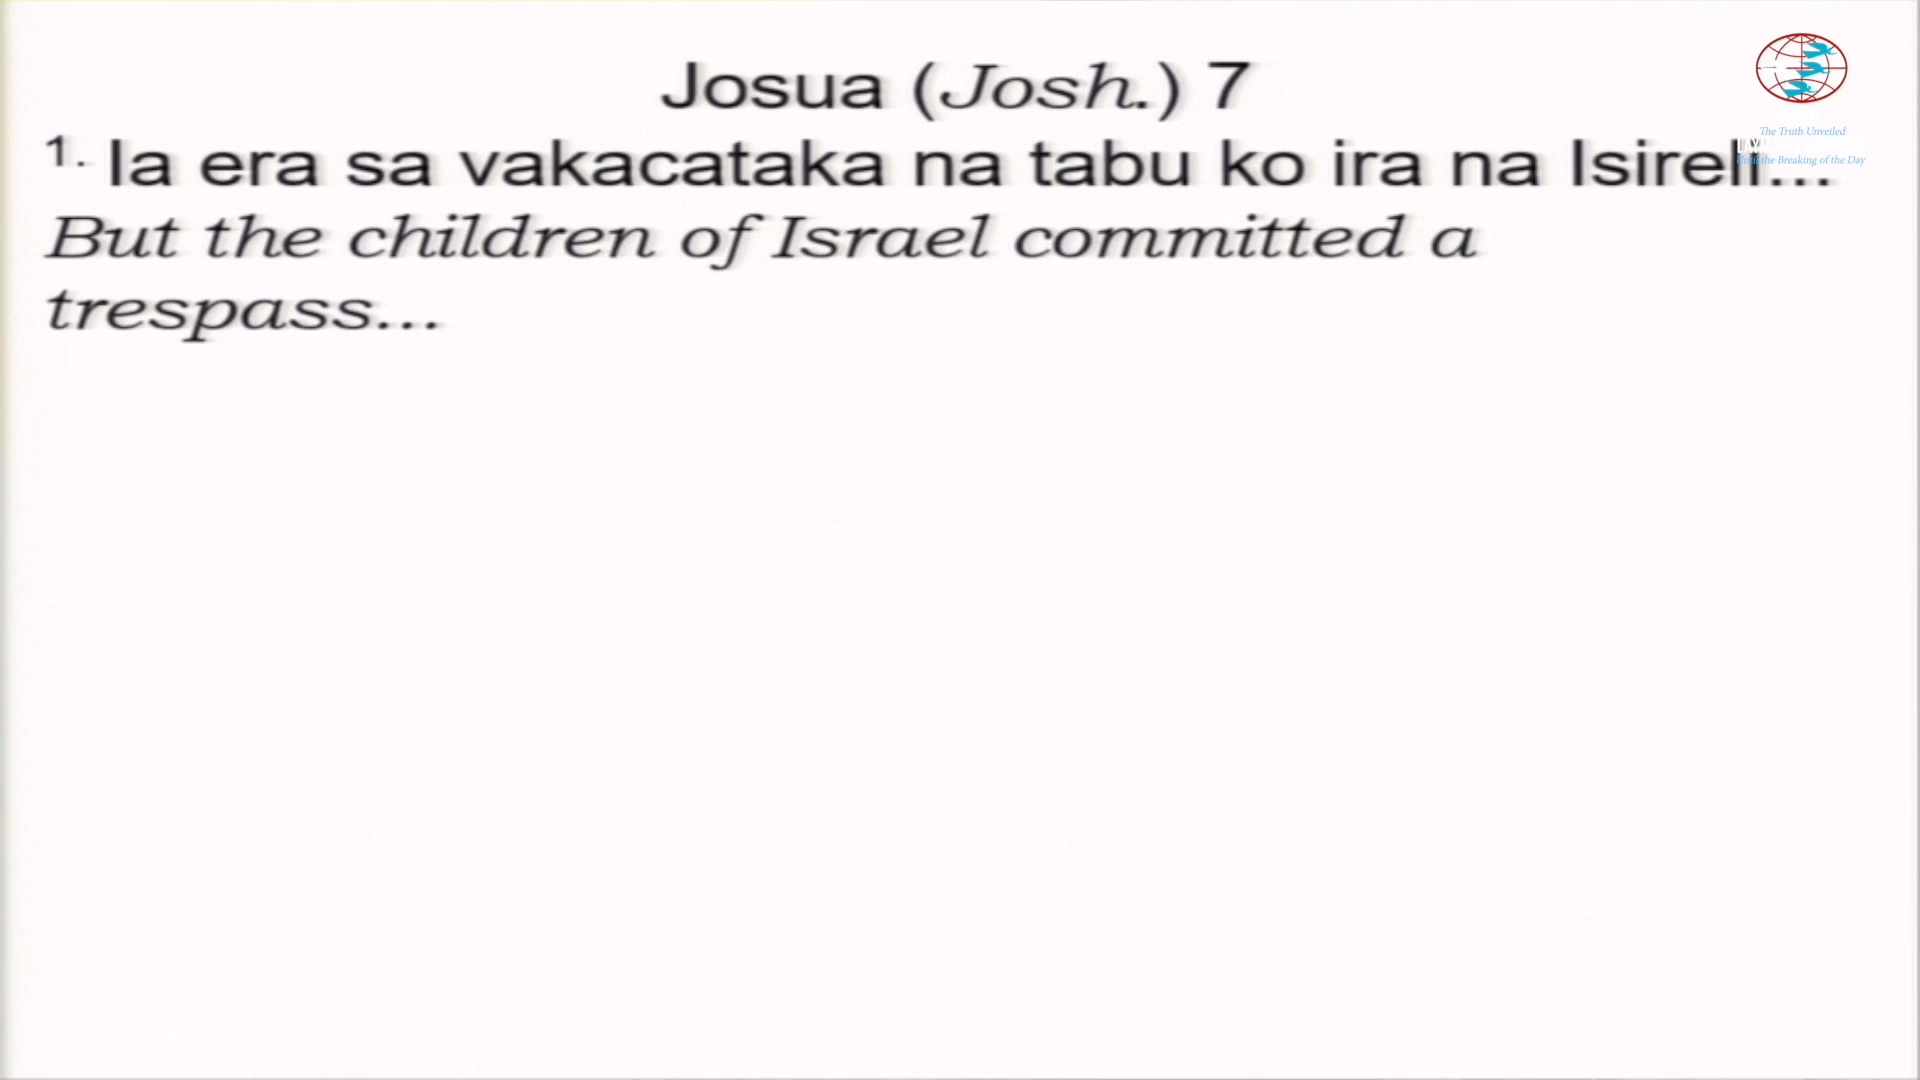 Josua (Josh.) 7
1. Ia era sa vakacataka na tabu ko ira na Isireli...
But the children of Israel committed a
trespass...
The Truth Unveiled
the Breaking of the Day